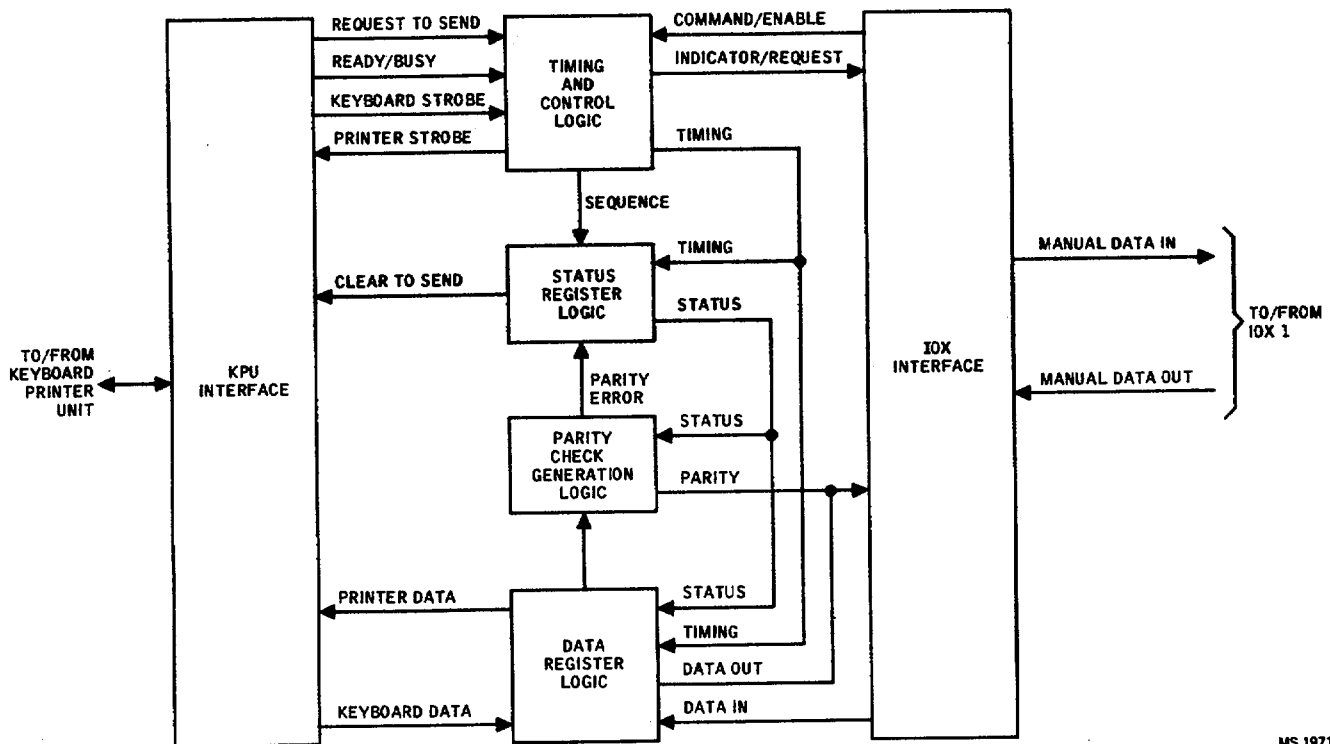 REQUEST TO SEND
READY/BUSY
KEYBOARD STROBE
PRINTER STROBE
TIMING
AND
CONTROL
LOGIC
COMMAND/ENABLE
INDICATOR/REQUEST
TIMING
SEQUENCE
CLEAR TO SEND
STATUS
REGISTER
LOGIC
TIMING
STATUS
TO/FROM
KEYBOARD
PRINTER
UNIT
KPU
INTERFACE
PARITY
ERROR
PARITY
CHECK
GENERATION
LOGIC
STATUS
PARITY
IOX
INTERFACE
MANUAL DATA IN
MANUAL DATA OUT
TO/FROM
IOX 1
PRINTER DATA
KEYBOARD DATA
DATA
REGISTER
LOGIC
STATUS
TIMING
DATA OUT
DATA IN
MS 1971